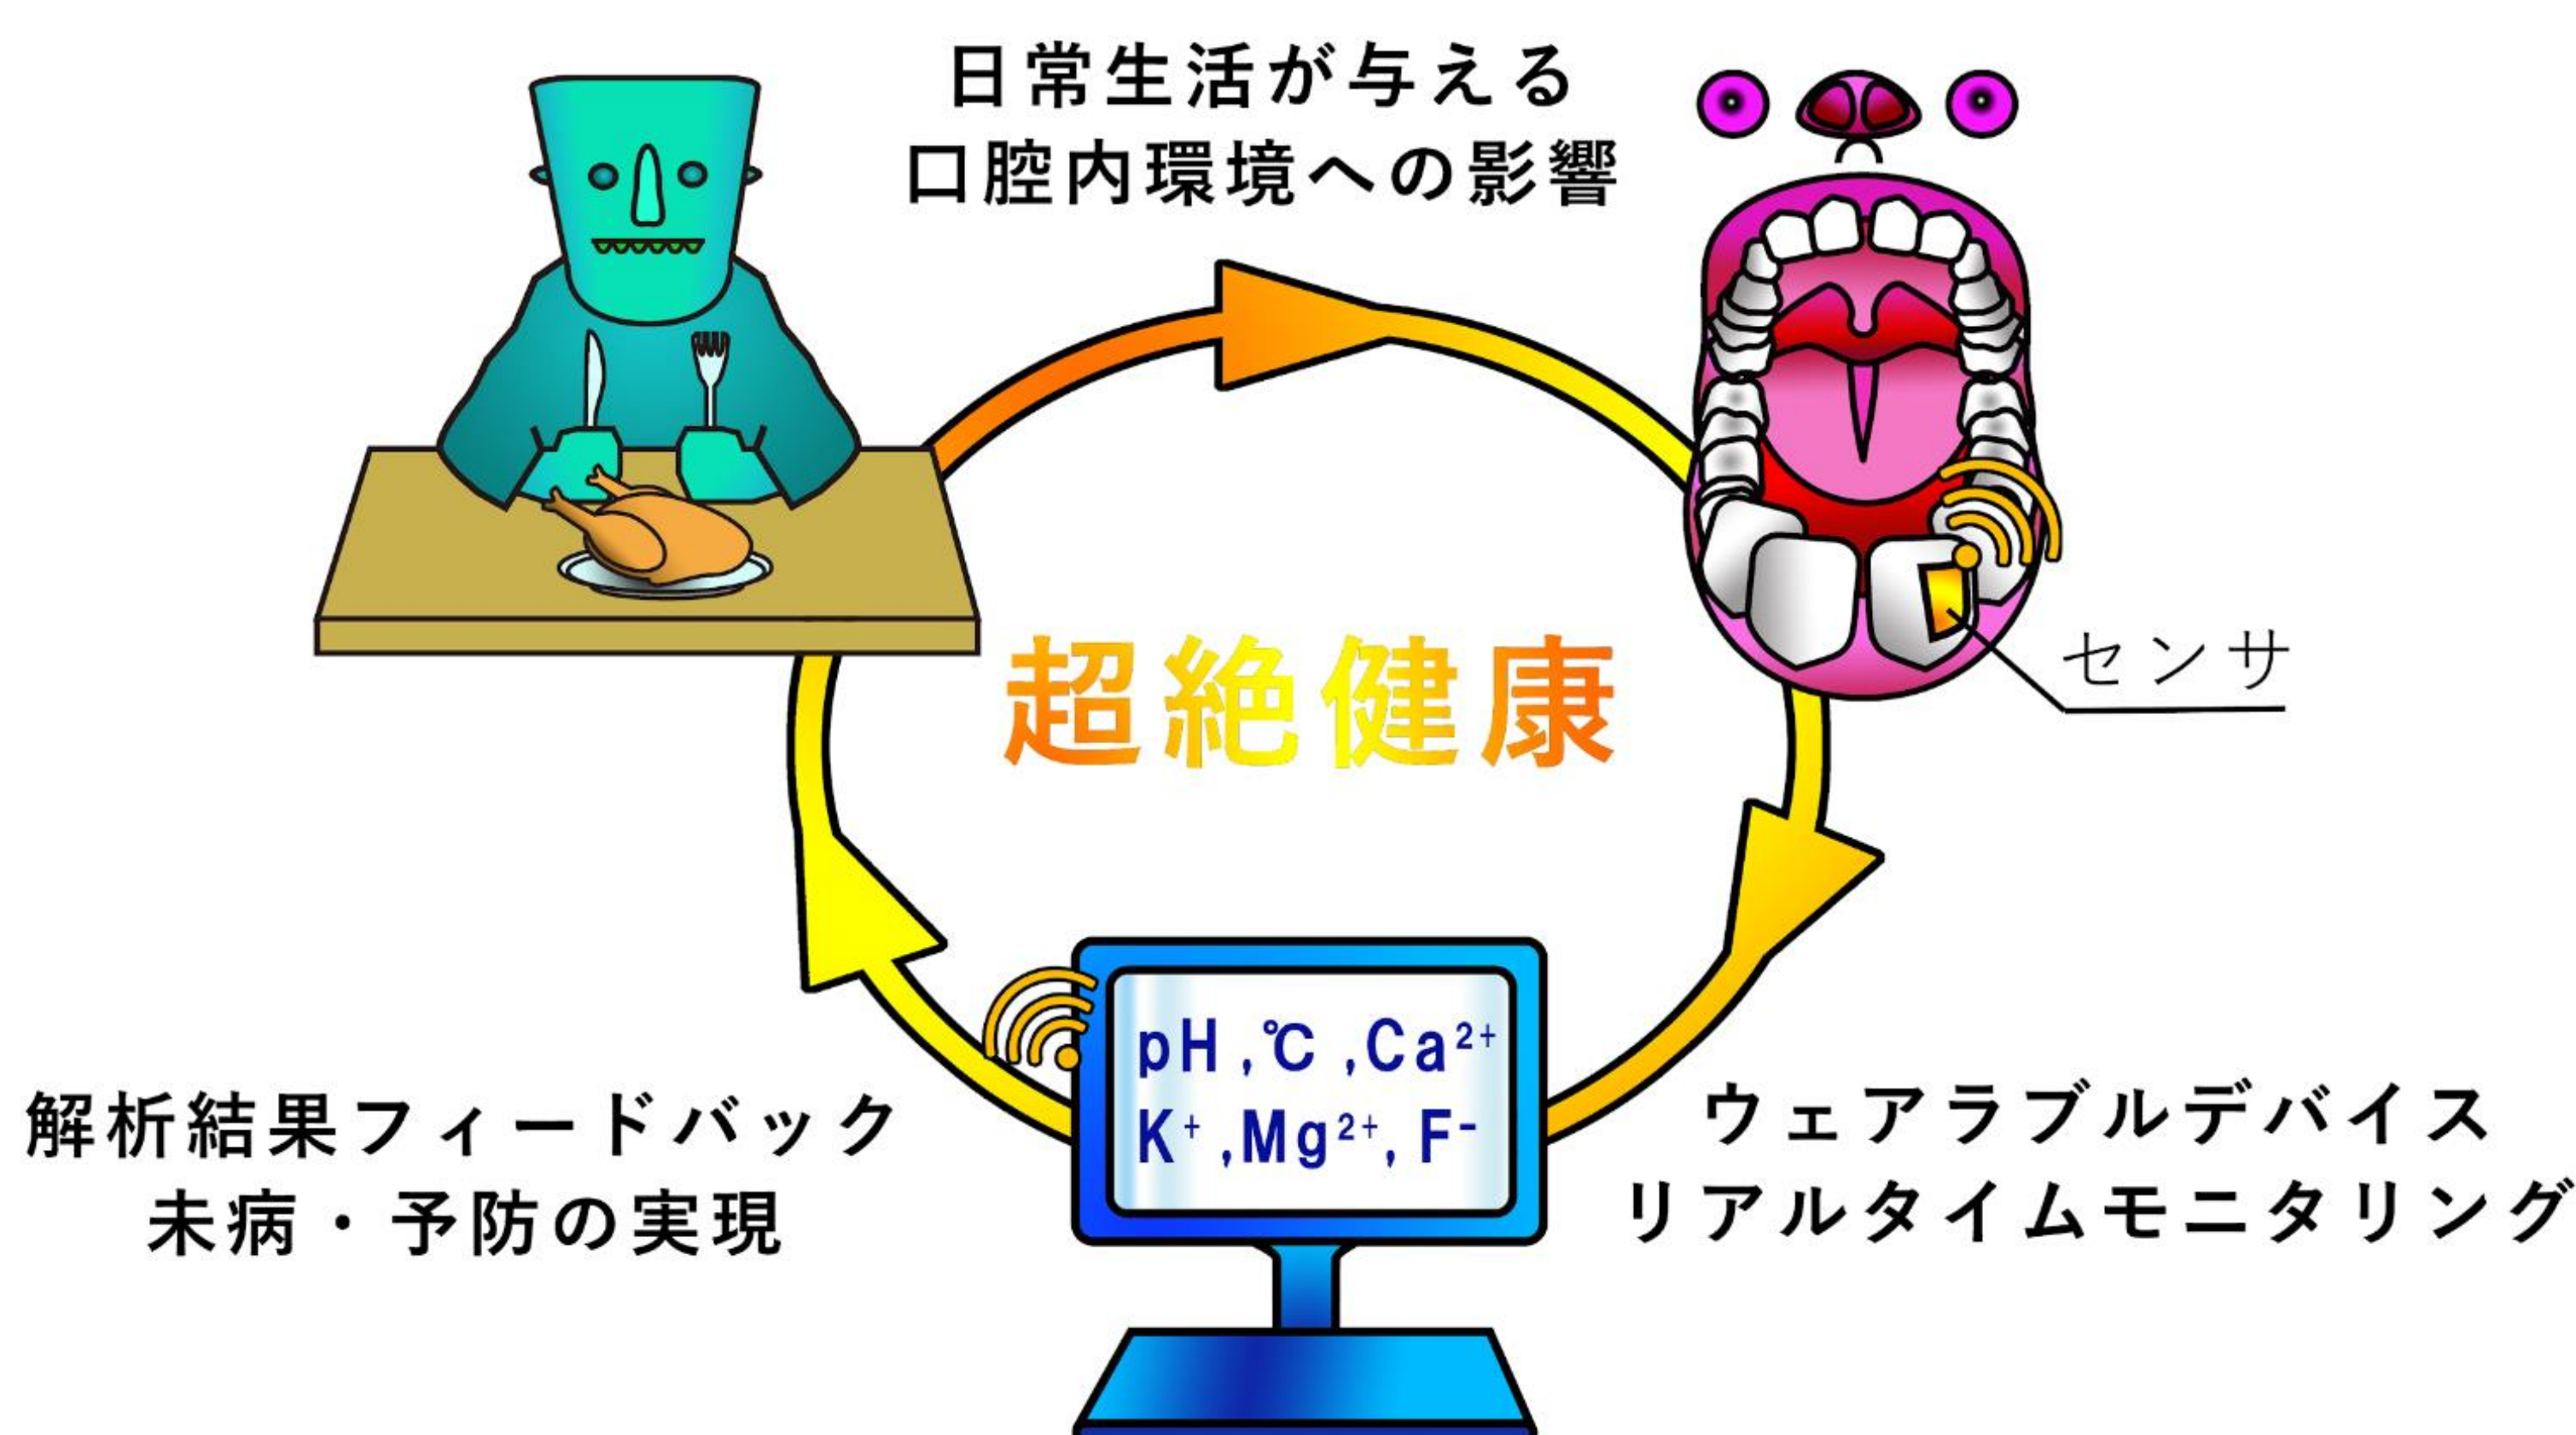 日常生活が与える
口腔内環境への影響
センサ
超絶健康
pH,℃,Ca²⁺
K⁺,Mg²⁺,F⁻
解析結果フィードバック
未病・予防の実現
ウェアラブルデバイス
リアルタイムモニタリング